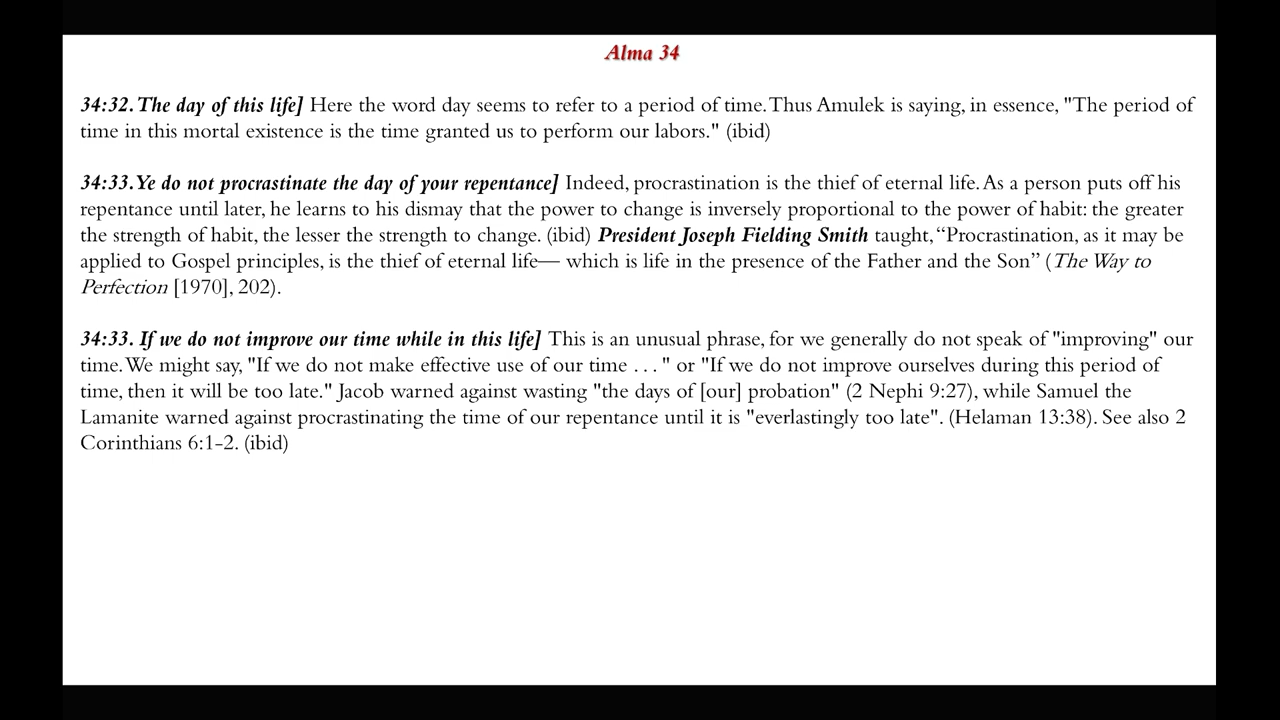 Alma 34
34:32. The day of this life] Here the word day seems to refer to a period of time. Thus Amulek is saying, in essence, "The period of
time in this mortal existence is the time granted us to perform our labors." (ibid)
34:33. Ye do not procrastinate the day of your repentance] Indeed, procrastination is the thief of eternal life. As a person puts off his
repentance until later, he learns to his dismay that the power to change is inversely proportional to the power of habit: the greater
the strength of habit, the lesser the strength to change. (ibid) President Joseph Fielding Smith taught, “Procrastination, as it may be
applied to Gospel principles, is the thief of eternal life— which is life in the presence of the Father and the Son” (The Way to
Perfection [1970], 202).
34:33. If we do not improve our time while in this life] This is an unusual phrase, for we generally do not speak of "improving" our
time. We might say, "If we do not make effective use of our time . . . " or "If we do not improve ourselves during this period of
time, then it will be too late." Jacob warned against wasting "the days of [our] probation" (2 Nephi 9:27), while Samuel the
Lamanite warned against procrastinating the time of our repentance until it is "everlastingly too late". (Helaman 13:38). See also 2
Corinthians 6:1-2. (ibid)